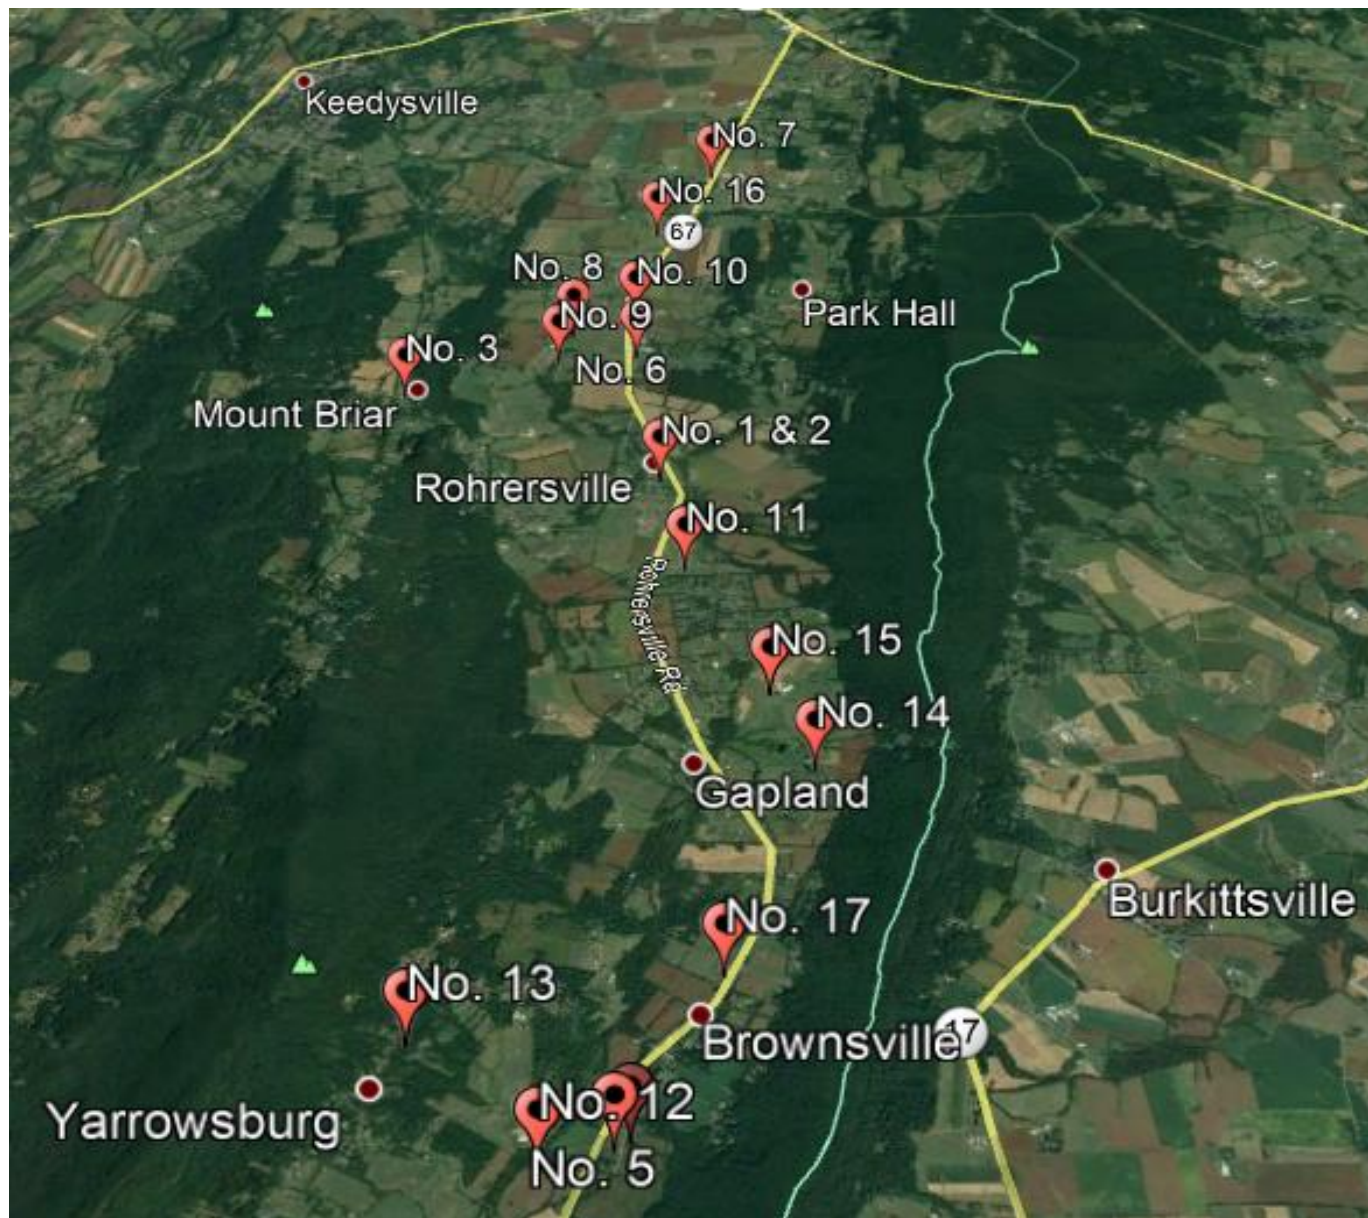 Keedysville
No. 7
No. 16
67
No. 8
No. 10
Park Hall
No. 9
No. 3
No. 6
Mount Briar
No. 1 & 2
Rohrersville
No. 11
Rohrersville Rd
No. 15
No. 14
Gapland
Burkittsville
No. 17
No. 13
17
Brownsville
No. 12
Yarrowsburg
No. 5